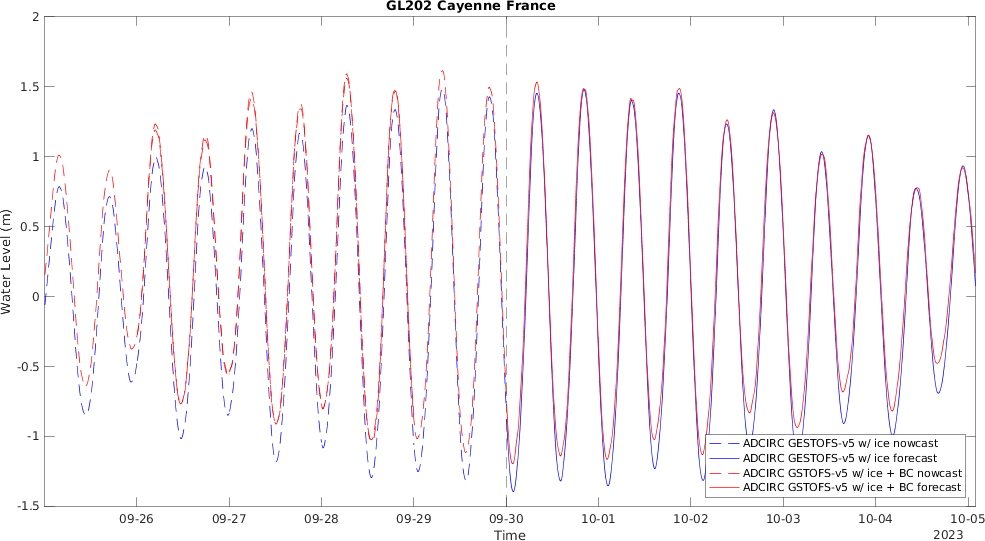 GL202 Cayenne France
2
1.5
1
0.5
0
-0.5
-1
-1.5
Water Level (m)
ADCIRC GESTOFS-v5 w/ ice nowcast
ADCIRC GESTOFS-v5 w/ ice forecast
ADCIRC GSTOFS-v5 w/ ice + BC nowcast
ADCIRC GSTOFS-v5 w/ ice + BC forecast
09-26 09-27 09-28 09-29 09-30 10-01 10-02 10-03 10-04 10-05
Time
2023